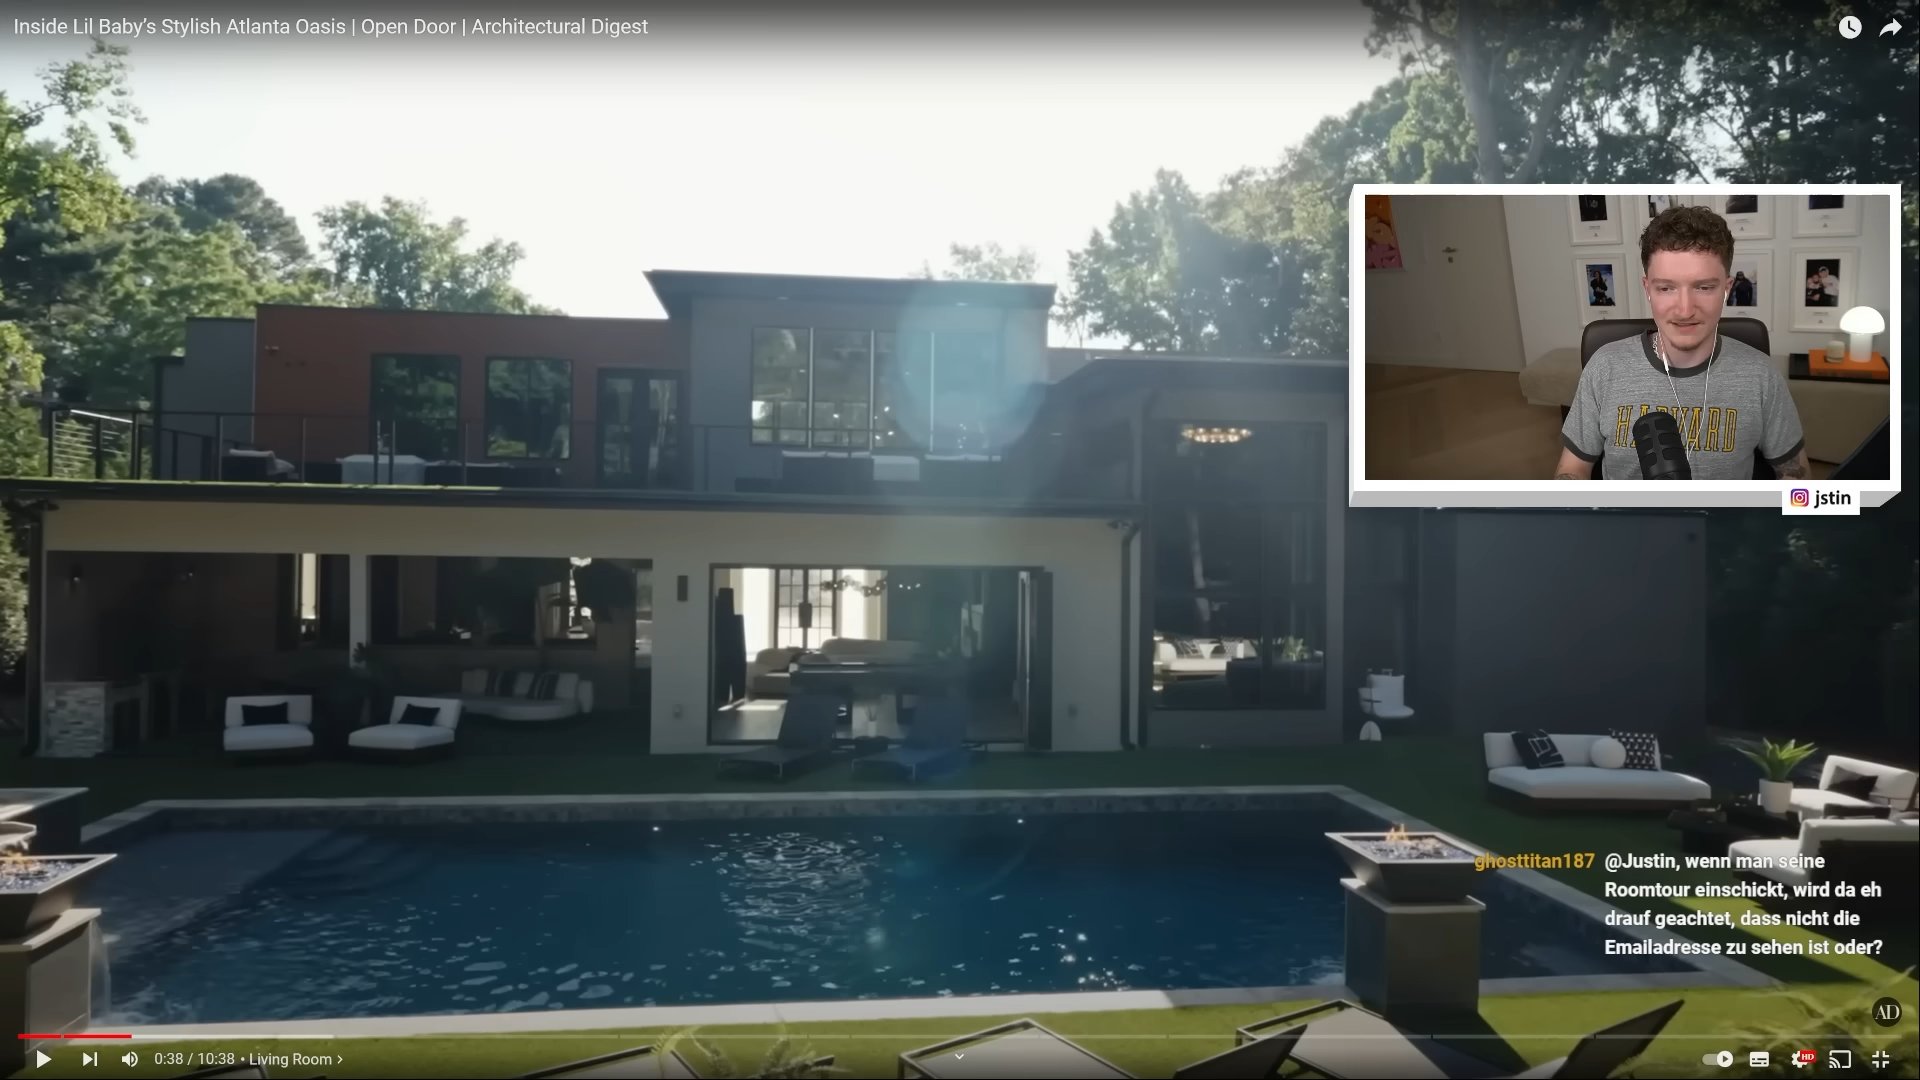 Inside Lil Baby’s Stylish Atlanta Oasis | Open Door | Architectural Digest
HARVARD
jstin
ghosttitan187 @Justin, wenn man seine
Roomtour einschickt, wird da eh
drauf geachtet, dass nicht die
Emailadresse zu sehen ist oder?
AD
0:38 / 10:38 • Living Room ›
HD